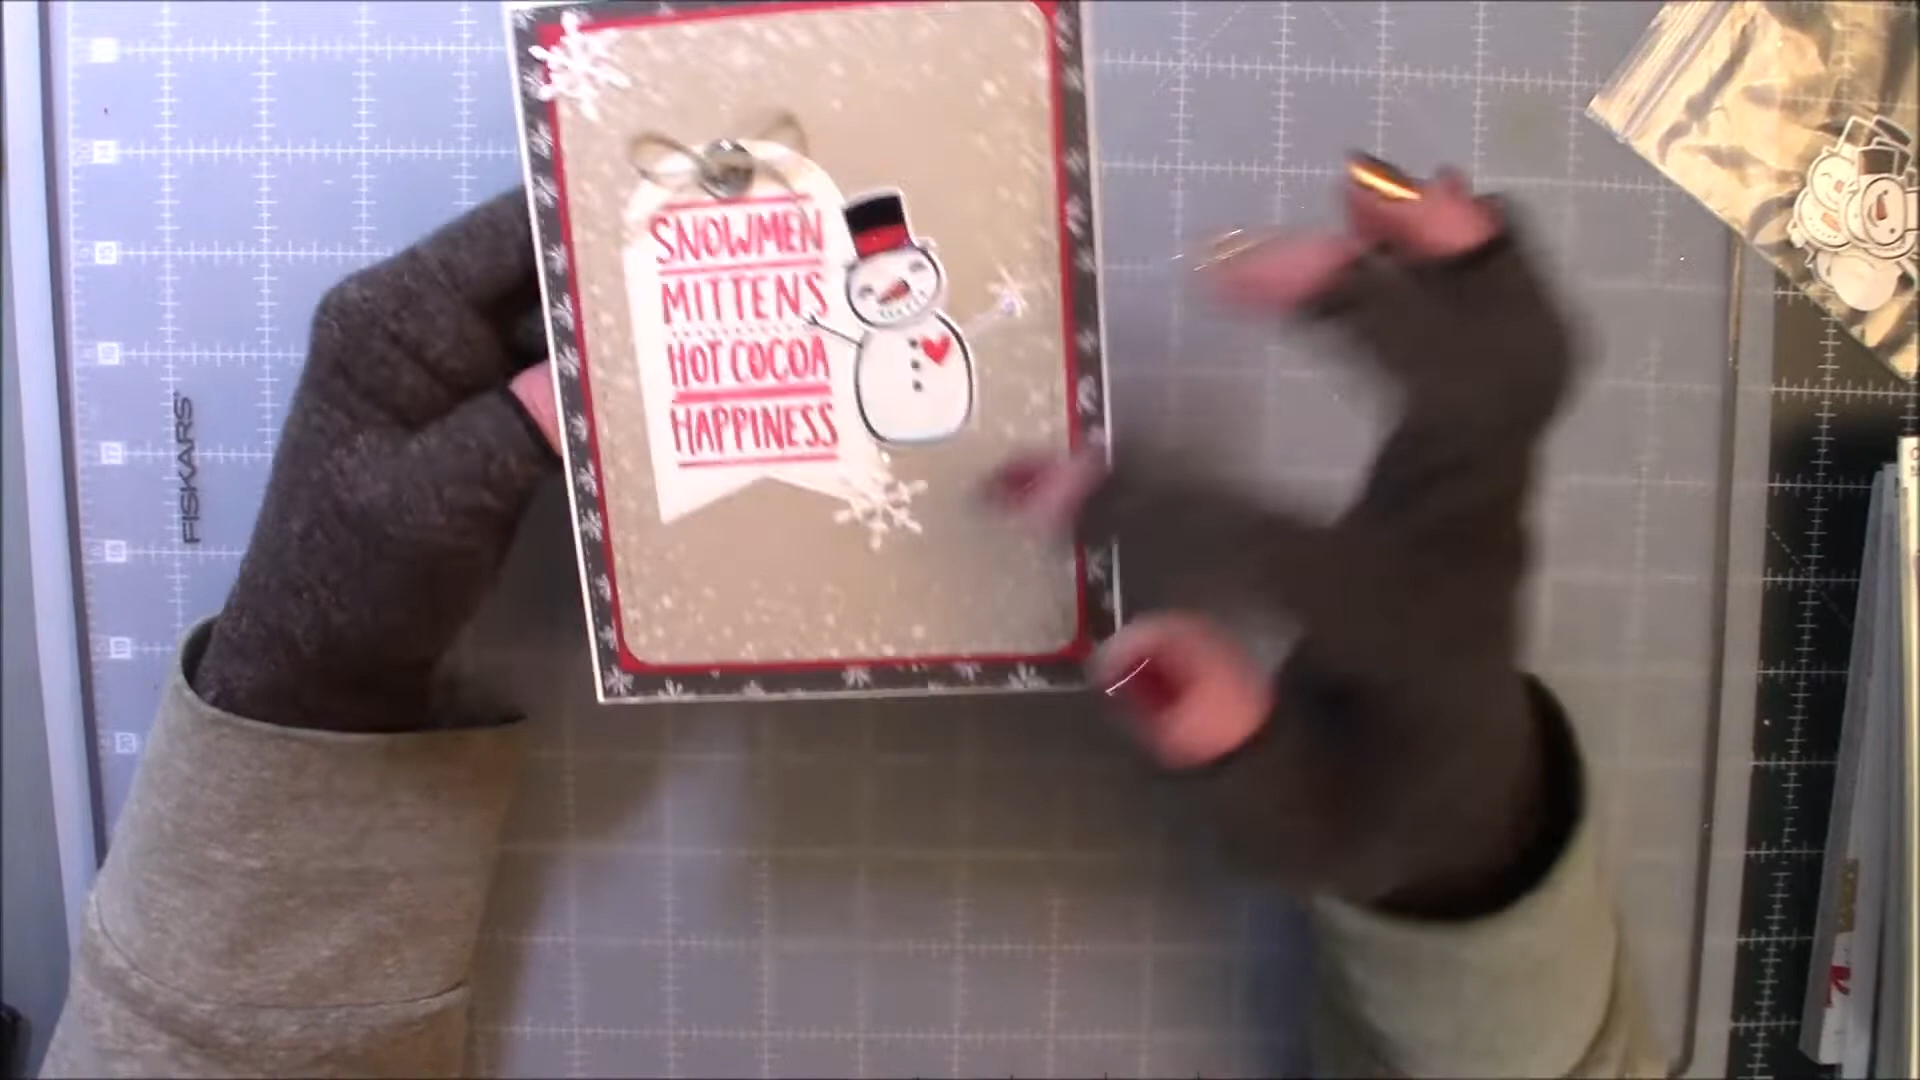 SNOWMEN
MITTENS
HOT COCOA
HAPPINESS
FISKARS